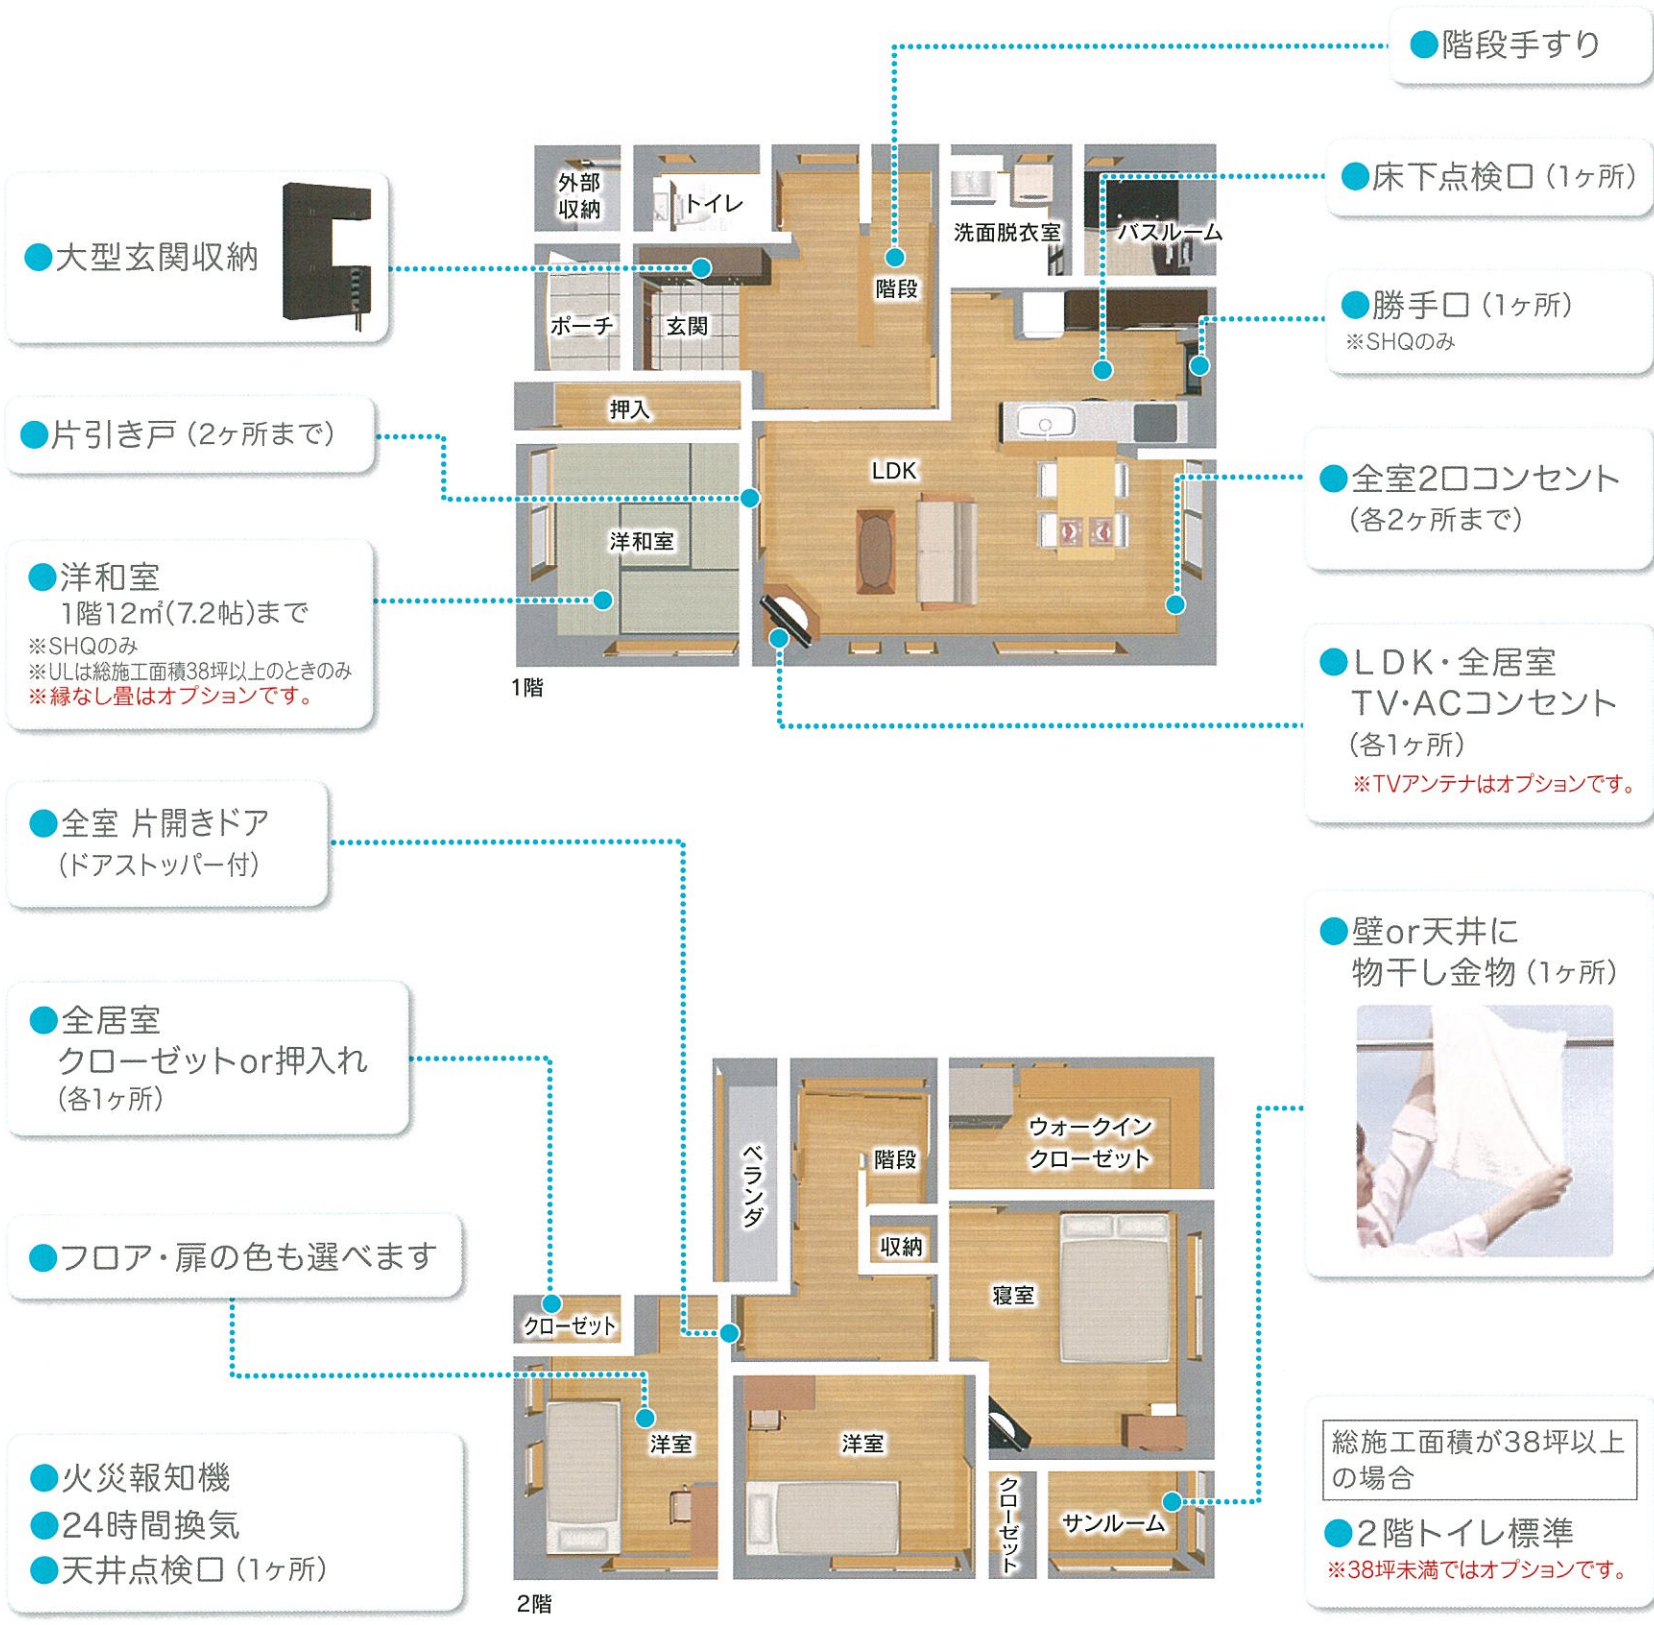 ●階段手すり
●床下点検口（1ヶ所）
●勝手口（1ヶ所）
※SHQのみ
●全室2口コンセント
（各2ヶ所まで）
●LDK・全居室
TV・ACコンセント
（各1ヶ所）
※TVアンテナはオプションです。
●大型玄関収納
●片引き戸（2ヶ所まで）
●洋和室
1階12㎡(7.2帖)まで
※SHQのみ
※ULは総施工面積38坪以上のときのみ
※縁なし畳はオプションです。
外部
収納
トイレ
階段
洗面脱衣室
バスルーム
ポーチ
玄関
押入
LDK
洋和室
1階
●全室 片開きドア
（ドアストッパー付）
●全居室
クローゼットor押入れ
（各1ヶ所）
●フロア・扉の色も選べます
●火災報知機
●24時間換気
●天井点検口（1ヶ所）
ベランダ
階段
ウォークイン
クローゼット
収納
寝室
クローゼット
洋室
洋室
クローゼット
サンルーム
2階
●壁or天井に
物干し金物（1ヶ所）
総施工面積が38坪以上
の場合
●2階トイレ標準
※38坪未満ではオプションです。